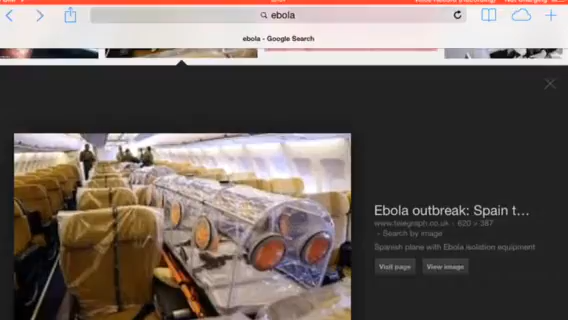 ebola
ebola - Google Search
Ebola outbreak: Spain t...
www.telegraph.co.uk - 620 × 387
- Search by image
Spanish plane with Ebola isolation equipment
Visit page
View image